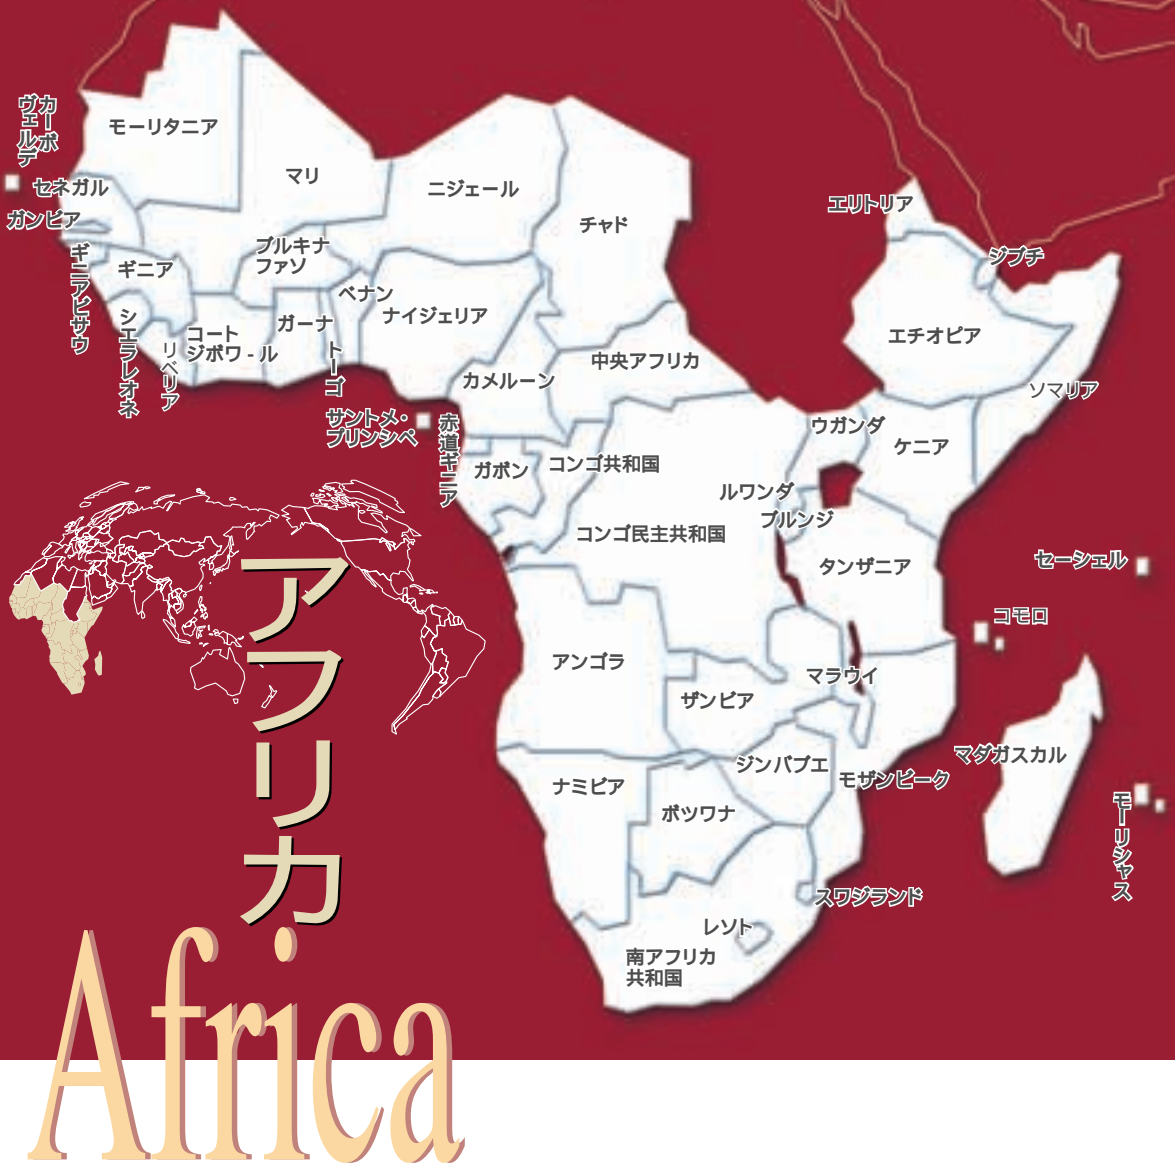 カーボ
ヴェルデ
モーリタニア
マリ
ニジェール
チャド
セネガル
ガンビア
エリトリア
ジブチ
ギニアビサウ
ギニア
ブルキナ
ファソ
ベナン
ナイジェリア
シエラレオネ
リベリア
コート
ジボワ-ル
ガーナ
トーゴ
エチオピア
ソマリア
中央アフリカ
カメルーン
サントメ・
プリンシペ
赤道ギニア
ガボン
コンゴ共和国
ウガンダ
ケニア
ルワンダ
ブルンジ
コンゴ民主共和国
タンザニア
セーシェル
コモロ
アンゴラ
ザンビア
マラウイ
ジンバブエ
モザンビーク
マダガスカル
モーリシャス
ナミビア
ボツワナ
スワジランド
レソト
南アフリカ
共和国
アフリカ
Africa